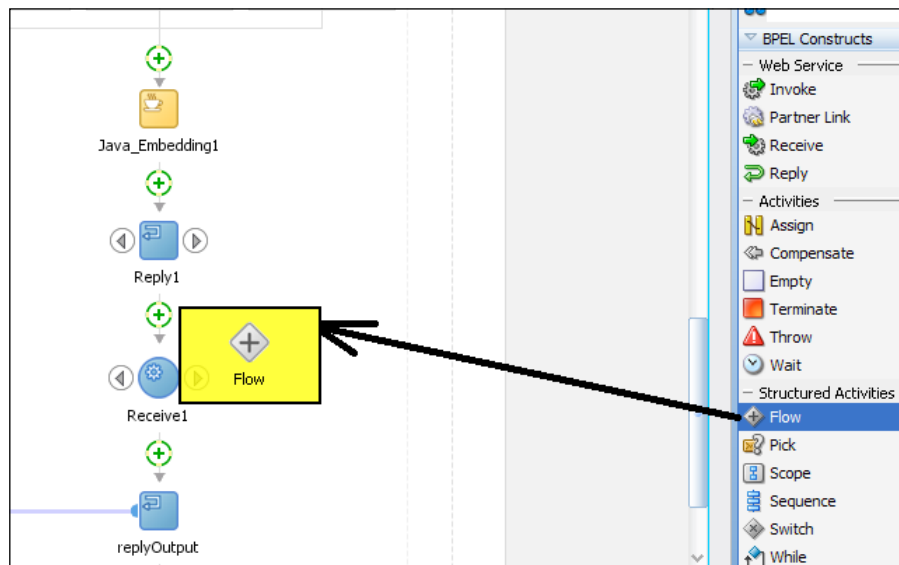 Java_Embedding1
Reply1
Flow
Receive1
replyOutput
BPEL Constructs
Web Service
Invoke
Partner Link
Receive
Reply
Activities
Assign
Compensate
Empty
Terminate
Throw
Wait
Structured Activities
Flow
Pick
Scope
Sequence
Switch
While